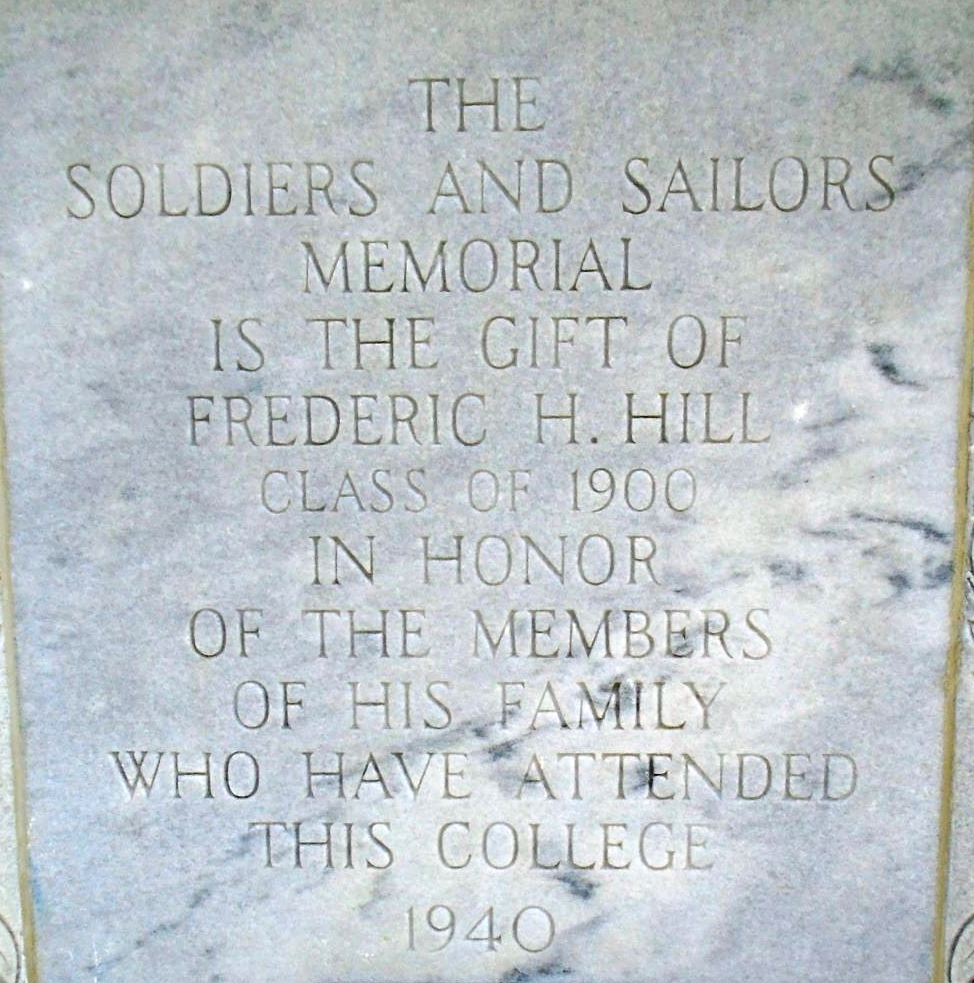 THE
SOLDIERS AND SAILORS
MEMORIAL
IS THE GIFT OF
FREDERIC H. HILL
CLASS OF 1900
IN HONOR
OF THE MEMBERS
OF HIS FAMILY
WHO HAVE ATTENDED
THIS COLLEGE
1940